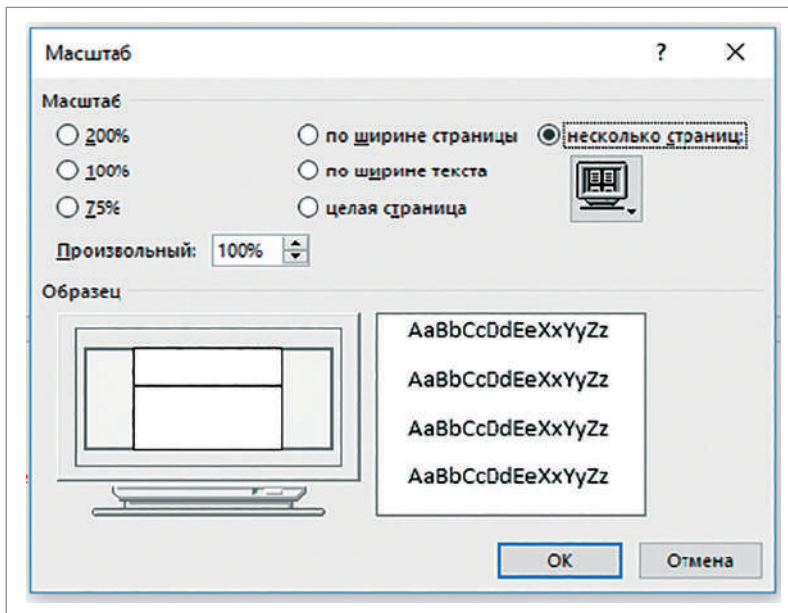 Масштаб ?
Масштаб
200% по ширине страницы несколько страниц:
100% по ширине текста
75% целая страница
Произвольный: 100%
Образец
AaBbCcDdEeXxYyZz
AaBbCcDdEeXxYyZz
AaBbCcDdEeXxYyZz
AaBbCcDdEeXxYyZz
ОК Отмена